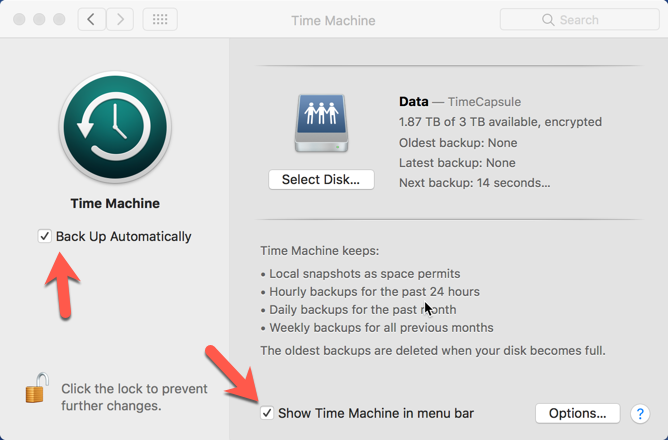 Time Machine
Search
Data — TimeCapsule
1.87 TB of 3 TB available, encrypted
Oldest backup: None
Latest backup: None
Next backup: 14 seconds...
Select Disk...
Time Machine
Back Up Automatically
Time Machine keeps:
• Local snapshots as space permits
• Hourly backups for the past 24 hours
• Daily backups for the past month
• Weekly backups for all previous months
The oldest backups are deleted when your disk becomes full.
Click the lock to prevent
further changes.
Show Time Machine in menu bar
Options...
?